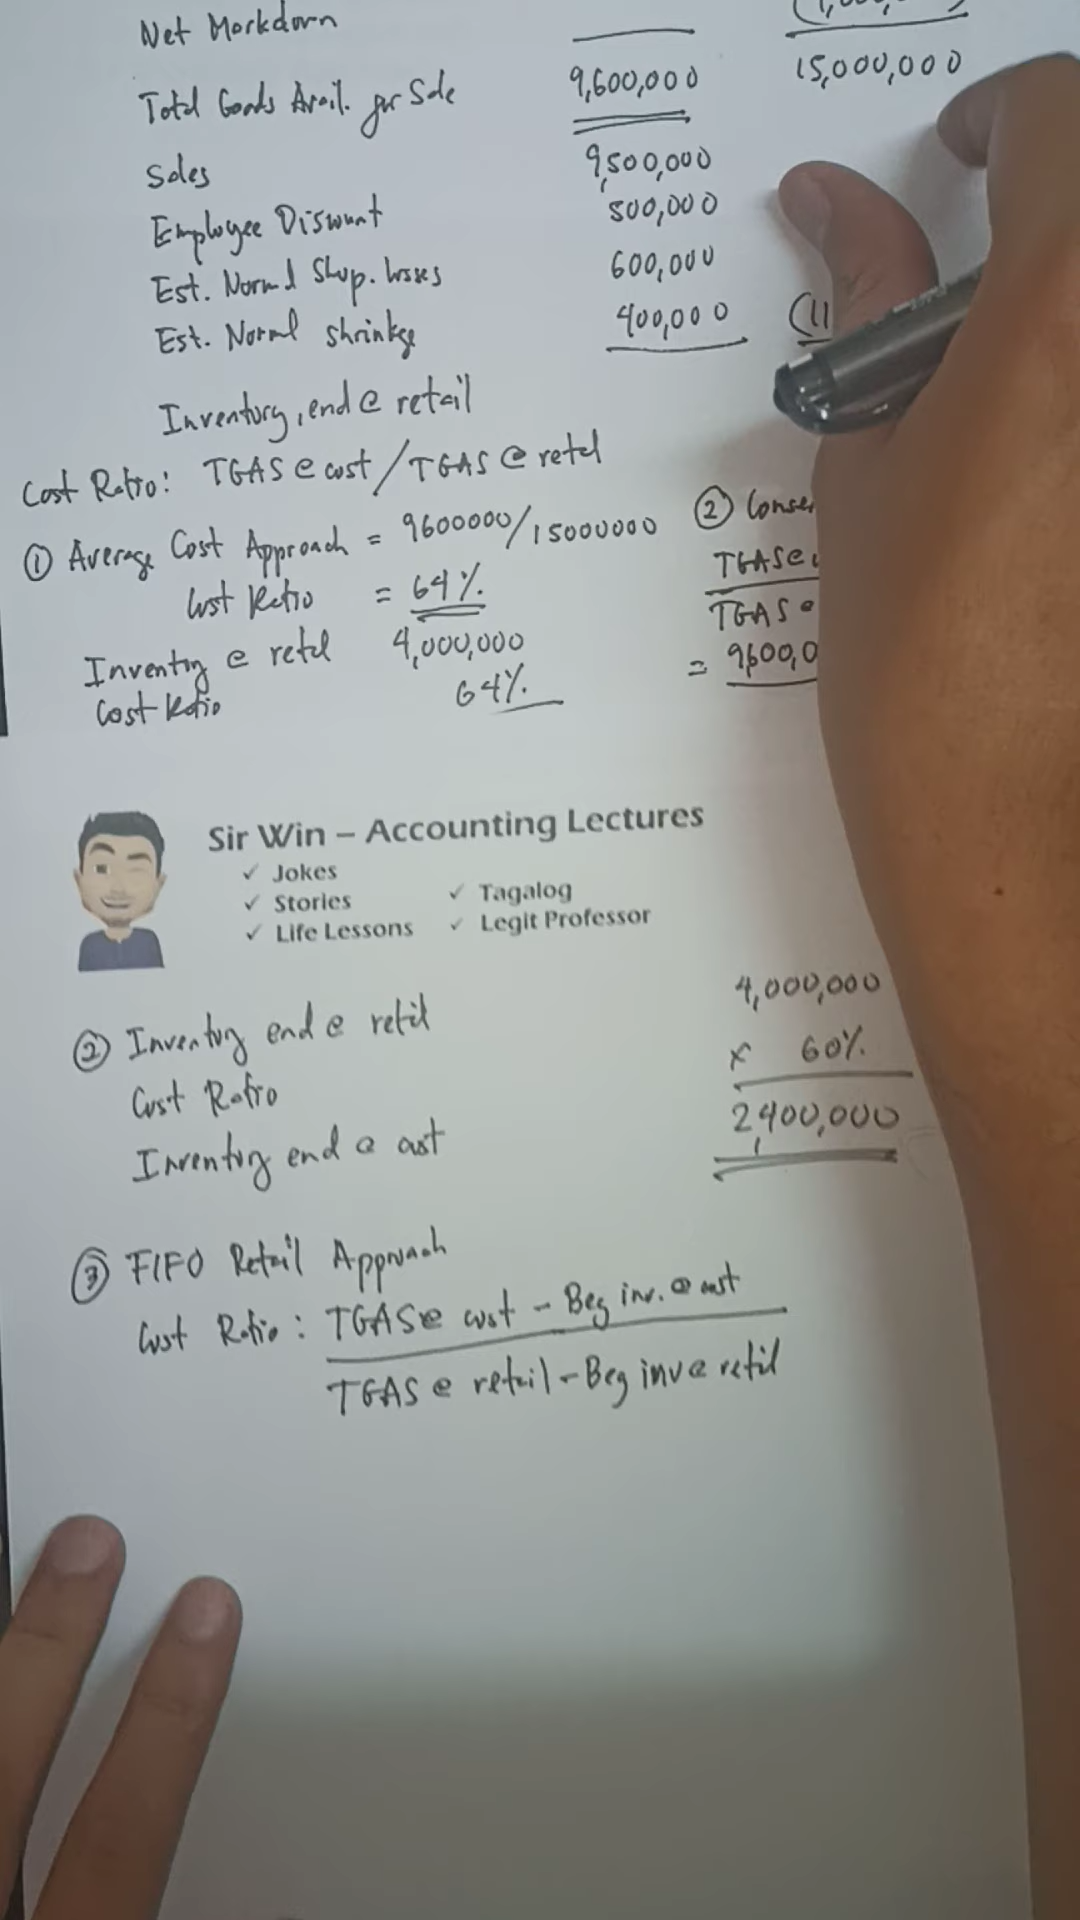 Net Markdown
Total Goods Avail. for Sale 9,600,000 15,000,000
Sales 9,500,000
Employee Discount 500,000
Est. Normal Shop. losses 600,000
Est. Normal shrinkge 400,000 (11
Inventory, end @ retail
Cost Ratio: TGAS @ cost / TGAS @ retail
① Average Cost Approach = 9600000/15000000
Cost Ratio = 64%
Inventory @ retail 4,000,000
Cost Ratio 64%
② Conser
TGAS @
TGAS @
= 9,600,0
Sir Win – Accounting Lectures
✓ Jokes
✓ Stories ✓ Tagalog
✓ Life Lessons ✓ Legit Professor
② Inventory end @ retail 4,000,000
Cost Ratio x 60%
Inventory end @ cost 2,400,000
③ FIFO Retail Approach
Cost Ratio: TGAS @ cost - Beg inv. @ cost
TGAS @ retail - Beg inv @ retail